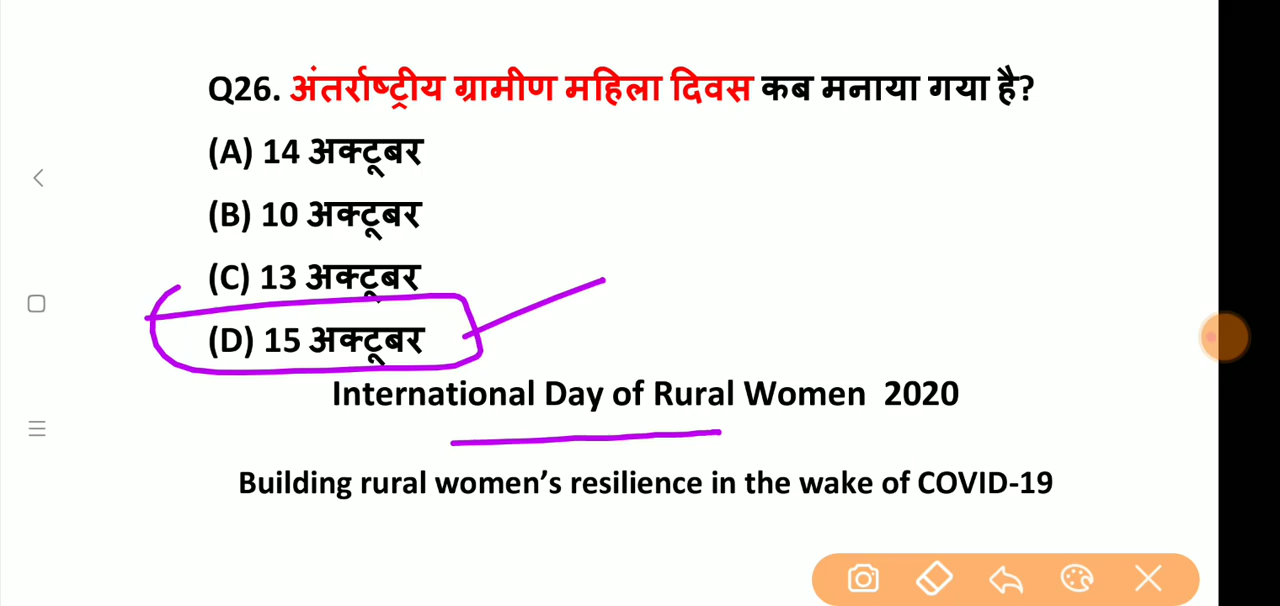 Q26. अंतर्राष्ट्रीय ग्रामीण महिला दिवस कब मनाया गया है?
(A) 14 अक्टूबर
(B) 10 अक्टूबर
(C) 13 अक्टूबर
(D) 15 अक्टूबर
International Day of Rural Women 2020
Building rural women’s resilience in the wake of COVID-19